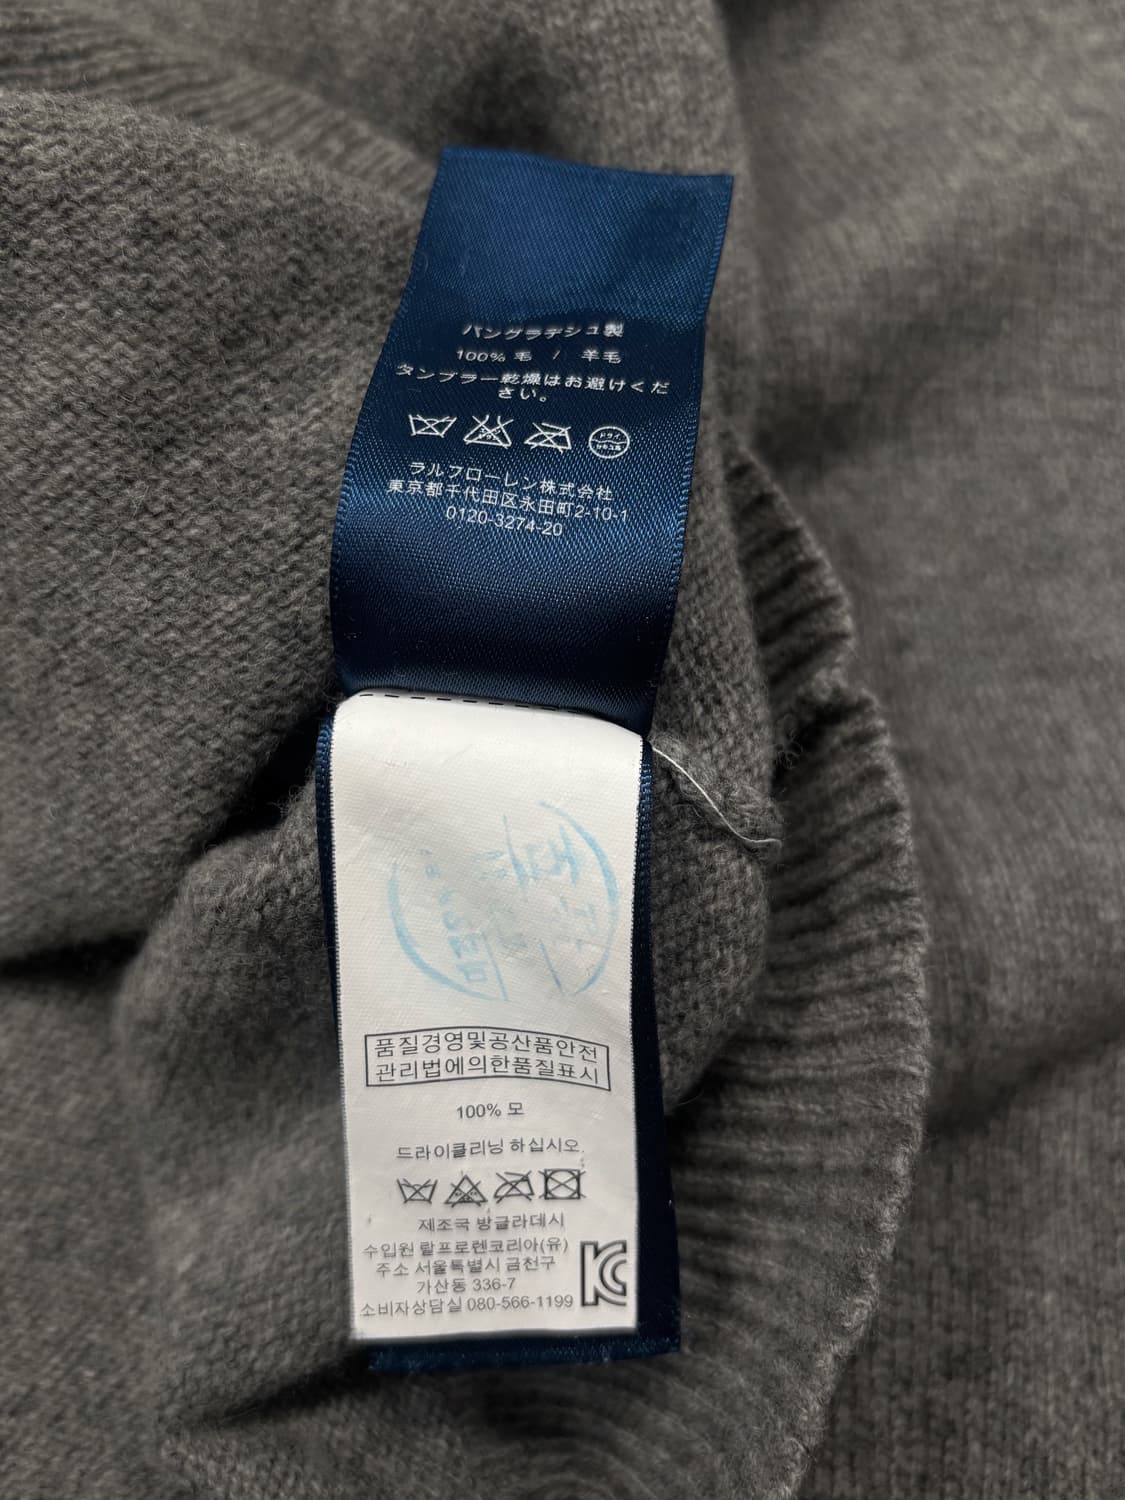 バングラデシュ製
100% 毛 / 羊毛
タンブラー乾燥はお避けくだ
さい。
ドライ
ラルフローレン株式会社
東京都千代田区永田町2-10-1
0120-3274-20
품질경영및공산품안전
관리법에의한품질표시
100% 모
드라이클리닝 하십시오.
제조국 방글라데시
수입원 랄프로렌코리아(유)
주소 서울특별시 금천구
가산동 336-7
소비자상담실 080-566-1199